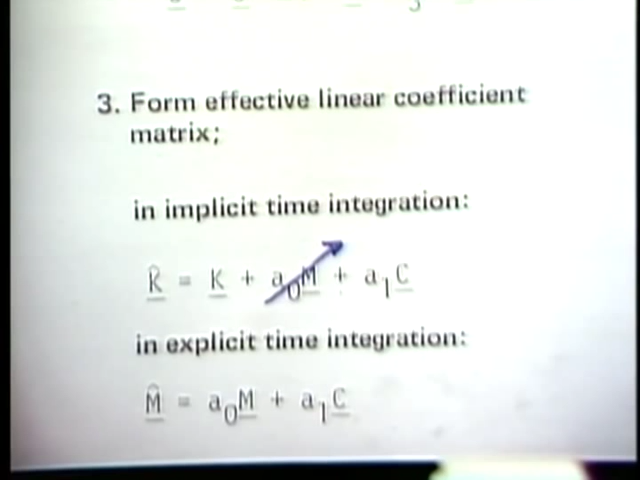 3. Form effective linear coefficient
matrix;
in implicit time integration:
K̂ = K + a₀M + a₁C
in explicit time integration:
M̂ = a₀M + a₁C